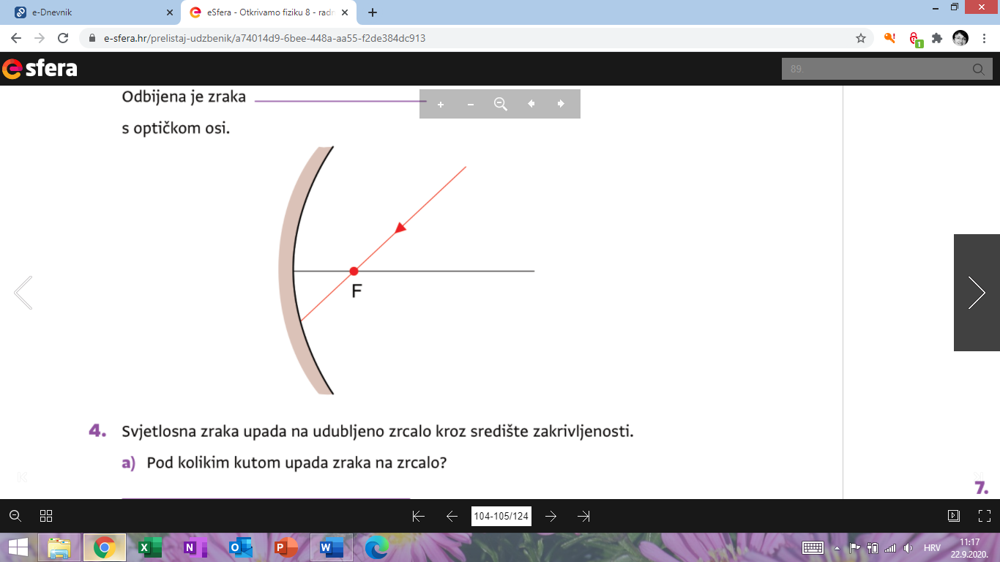 e-Dnevnik
eSfera - Otkrivamo fiziku 8 - radn
e-sfera.hr/prelistaj-udzbenik/a74014d9-6bee-448a-aa55-f2de384dc913
1
e sfera
89.
Odbijena je zraka
s optičkom osi.
F
4. Svjetlosna zraka upada na udubljeno zrcalo kroz središte zakrivljenosti.
a) Pod kolikim kutom upada zraka na zrcalo?
7.
104-105/124
HRV
11:17
22.9.2020.